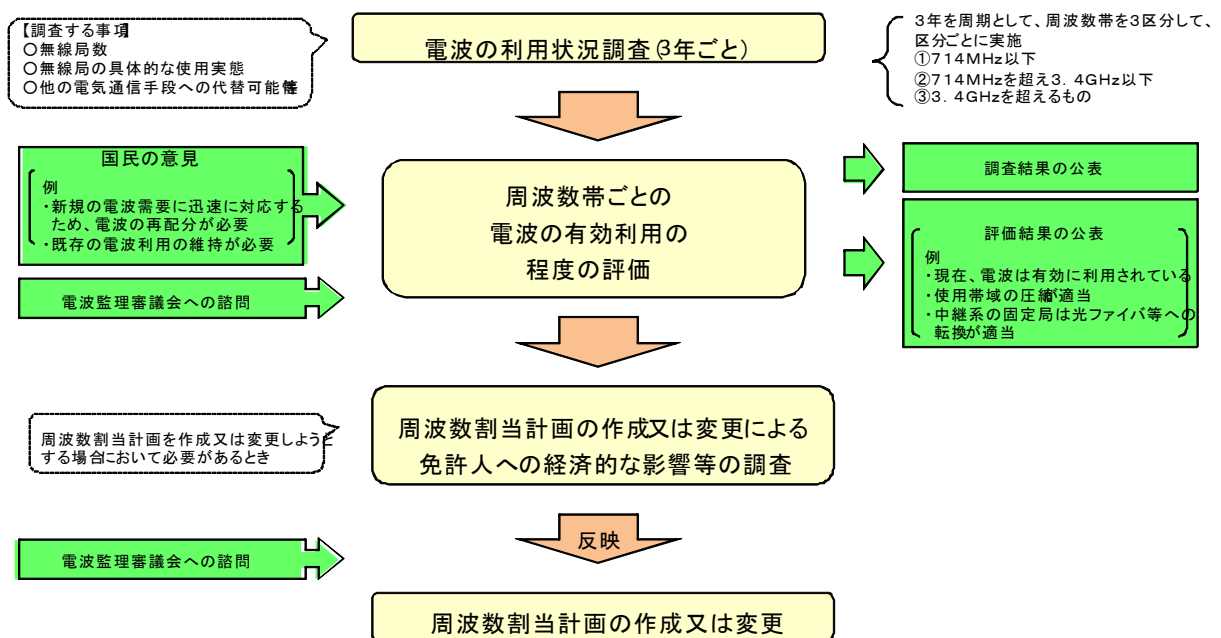 【調査する事項
○無線局数
○無線局の具体的な使用実態
○他の電気通信手段への代替可能性等
電波の利用状況調査(3年ごと)
3年を周期として、周波数帯を3区分して、
区分ごとに実施
①714MHz以下
②714MHzを超え3．4GHz以下
③3．4GHzを超えるもの
国民の意見
例
・新規の電波需要に迅速に対応する
ため、電波の再配分が必要
・既存の電波利用の維持が必要
電波監理審議会への諮問
周波数帯ごとの
電波の有効利用の
程度の評価
調査結果の公表
評価結果の公表
例
・現在、電波は有効に利用されている
・使用帯域の圧縮が適当
・中継系の固定局は光ファイバ等への
転換が適当
周波数割当計画を作成又は変更しようと
する場合において必要があるとき
周波数割当計画の作成又は変更による
免許人への経済的な影響等の調査
反映
電波監理審議会への諮問
周波数割当計画の作成又は変更